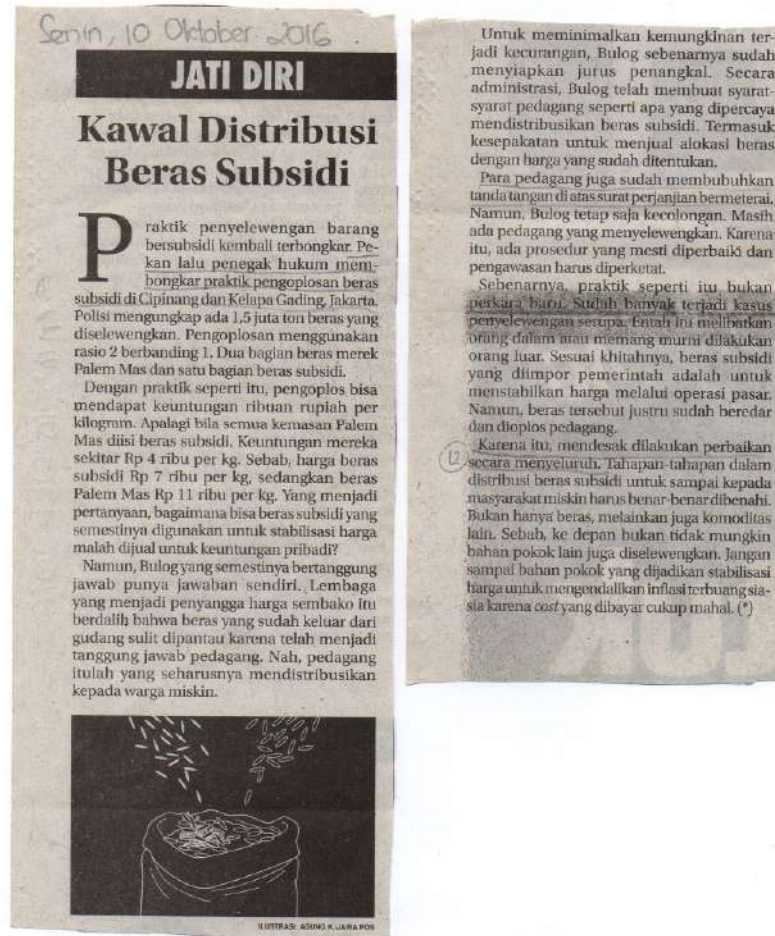 Senin, 10 Oktober 2016.
JATI DIRI
Kawal Distribusi
Beras Subsidi
Praktik penyelewengan barang
bersubsidi kembali terbongkar. Pe-
kan lalu penegak hukum mem-
bongkar praktik pengoplosan beras
subsidi di Cipinang dan Kelapa Gading, Jakarta.
Polisi mengungkap ada 1,5 juta ton beras yang
diselewengkan. Pengoplosan menggunakan
rasio 2 berbanding 1. Dua bagian beras merek
Palem Mas dan satu bagian beras subsidi.
Dengan praktik seperti itu, pengoplos bisa
mendapat keuntungan ribuan rupiah per
kilogram. Apalagi bila semua kemasan Palem
Mas diisi beras subsidi. Keuntungan mereka
sekitar Rp 4 ribu per kg. Sebab, harga beras
subsidi Rp 7 ribu per kg, sedangkan beras
Palem Mas Rp 11 ribu per kg. Yang menjadi
pertanyaan, bagaimana bisa beras subsidi yang
semestinya digunakan untuk stabilisasi harga
malah dijual untuk keuntungan pribadi?
Namun, Bulog yang semestinya bertanggung
jawab punya jawaban sendiri. Lembaga
yang menjadi penyangga harga sembako itu
berdalih bahwa beras yang sudah keluar dari
gudang sulit dipantau karena telah menjadi
tanggung jawab pedagang. Nah, pedagang
itulah yang seharusnya mendistribusikan
kepada warga miskin.
ILUSTRASI: AGUNG K./JAWA POS
Untuk meminimalkan kemungkinan ter-
jadi kecurangan, Bulog sebenarnya sudah
menyiapkan jurus penangkal. Secara
administrasi, Bulog telah membuat syarat-
syarat pedagang seperti apa yang dipercaya
mendistribusikan beras subsidi. Termasuk
kesepakatan untuk menjual alokasi beras
dengan harga yang sudah ditentukan.
Para pedagang juga sudah membubuhkan
tanda tangan di atas surat perjanjian bermeterai.
Namun, Bulog tetap saja kecolongan. Masih
ada pedagang yang menyelewengkan. Karena
itu, ada prosedur yang mesti diperbaiki dan
pengawasan harus diperketat.
Sebenarnya, praktik seperti itu bukan
perkara baru. Sudah banyak terjadi kasus
penyelewengan serupa. Entah ini melibatkan
orang dalam atau memang murni dilakukan
orang luar. Sesuai khitahnya, beras subsidi
yang diimpor pemerintah adalah untuk
menstabilkan harga melalui operasi pasar.
Namun, beras tersebut justru sudah beredar
dan dioplos pedagang.
Karena itu, mendesak dilakukan perbaikan
12 secara menyeluruh. Tahapan-tahapan dalam
distribusi beras subsidi untuk sampai kepada
masyarakat miskin harus benar-benar dibenahi.
Bukan hanya beras, melainkan juga komoditas
lain. Sebab, ke depan bukan tidak mungkin
bahan pokok lain juga diselewengkan. Jangan
sampai bahan pokok yang dijadikan stabilisasi
harga untuk mengendalikan inflasi terbuang sia-
sia karena cost yang dibayar cukup mahal. (*)